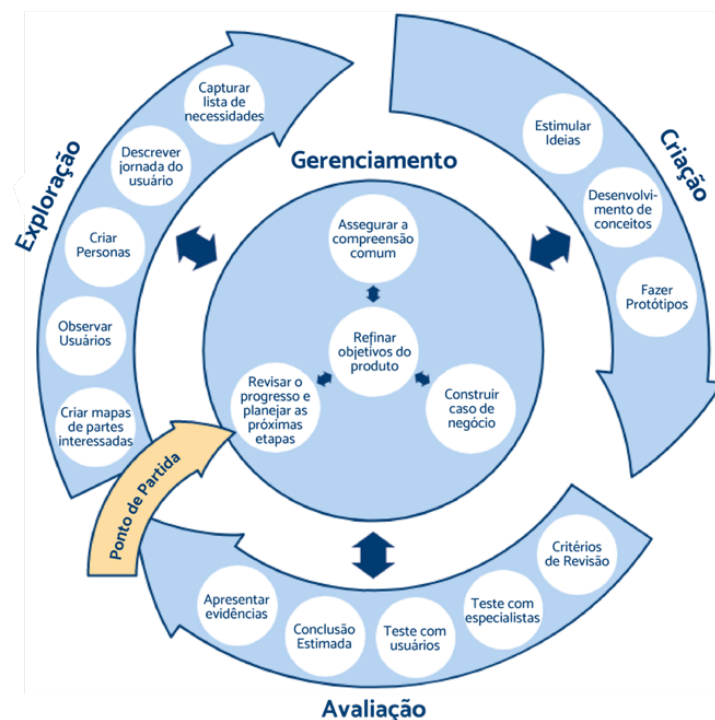 Exploração
Capturar
lista de
necessidades
Descrever
jornada do
usuário
Criar
Personas
Observar
Usuários
Criar mapas
de partes
interessadas
Ponto de Partida
Gerenciamento
Assegurar a
compreensão
comum
Refinar
objetivos do
produto
Revisar o
progresso e
planejar as
próximas
etapas
Construir
caso de
negócio
Criação
Estimular
Ideias
Desenvolvi-
mento de
conceitos
Fazer
Protótipos
Critérios
de Revisão
Teste com
especialistas
Teste com
usuários
Conclusão
Estimada
Apresentar
evidências
Avaliação